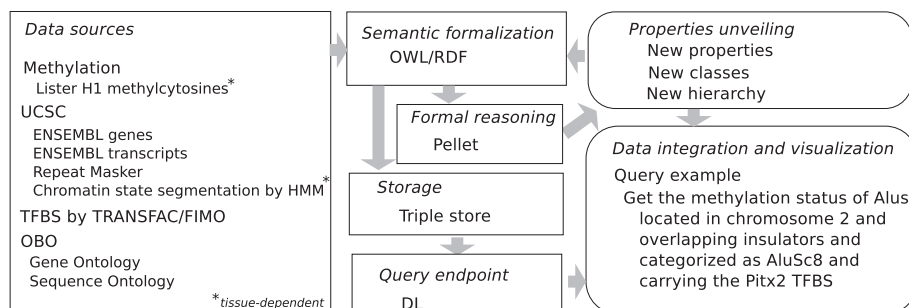 Data sources
Methylation
Lister H1 methylcytosines*
UCSC
ENSEMBL genes
ENSEMBL transcripts
Repeat Masker
Chromatin state segmentation by HMM*
TFBS by TRANSFAC/FIMO
OBO
Gene Ontology
Sequence Ontology
*tissue-dependent
Semantic formalization
OWL/RDF
Formal reasoning
Pellet
Storage
Triple store
Query endpoint
DL
Properties unveiling
New properties
New classes
New hierarchy
Data integration and visualization
Query example
Get the methylation status of Alus
located in chromosome 2 and
overlapping insulators and
categorized as AluSc8 and
carrying the Pitx2 TFBS